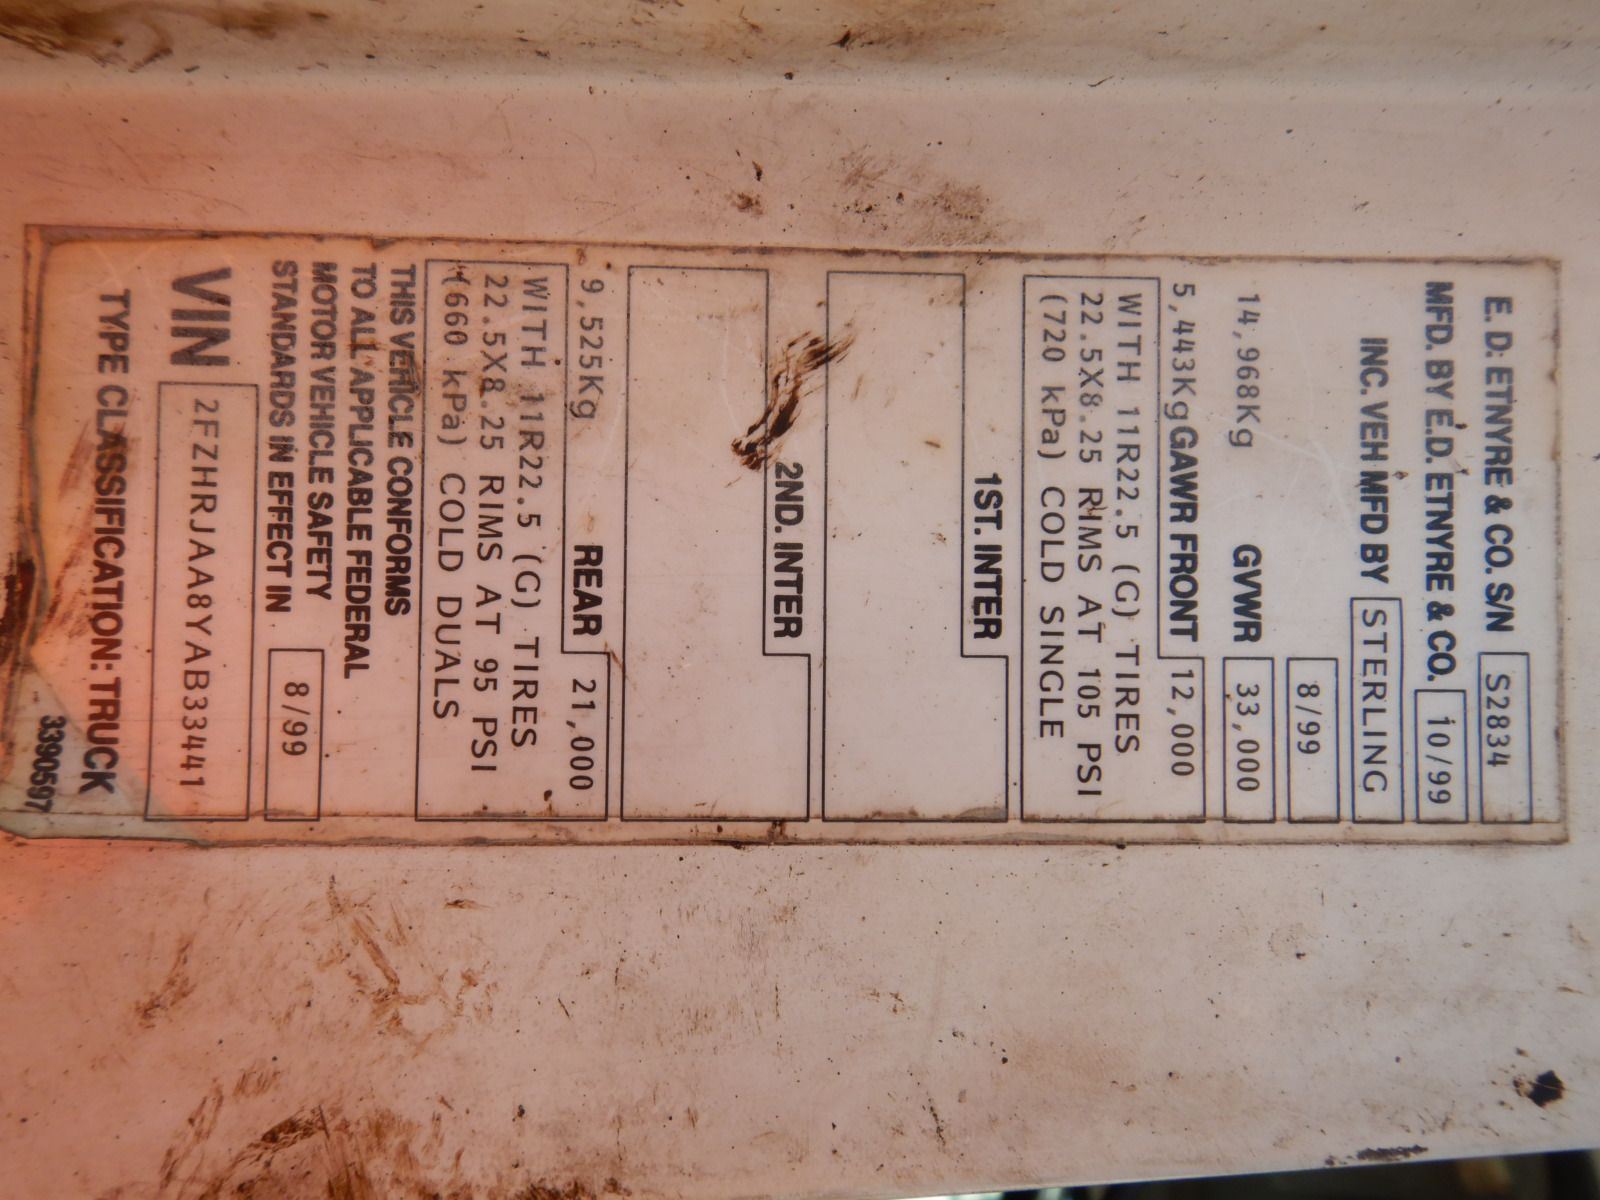 E. D. ETNYRE & CO. S/N S2834
MFD. BY E.D. ETNYRE & CO. 10/99
INC. VEH MFD BY STERLING
8/99
14,968Kg GVWR 33,000
5,443Kg GAWR FRONT 12,000
WITH 11R22.5 (G) TIRES
22.5X8.25 RIMS AT 105 PSI
(720 kPa) COLD SINGLE
1ST. INTER
2ND. INTER
9,525Kg REAR 21,000
WITH 11R22.5 (G) TIRES
22.5X8.25 RIMS AT 95 PSI
(660 kPa) COLD DUALS
THIS VEHICLE CONFORMS
TO ALL APPLICABLE FEDERAL
MOTOR VEHICLE SAFETY
STANDARDS IN EFFECT IN 8/99
VIN 2FZHRJAA8YAB33441
TYPE CLASSIFICATION: TRUCK
3390597